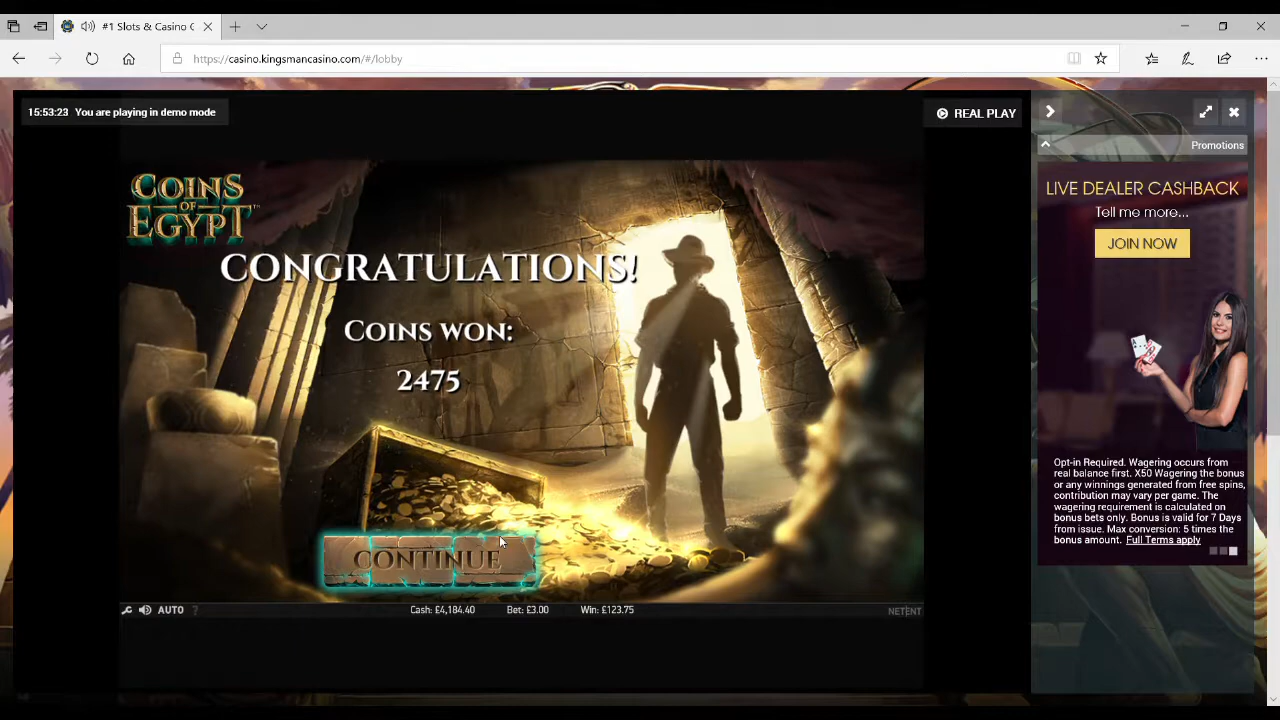 #1 Slots & Casino G
https://casino.kingsmancasino.com/#/lobby
15:53:23 You are playing in demo mode
REAL PLAY
COINS
OF
EGYPT™
CONGRATULATIONS!
COINS WON:
2475
CONTINUE
AUTO ?
Cash: £4,184.40 Bet: £3.00 Win: £123.75
NETENT
Promotions
LIVE DEALER CASHBACK
Tell me more...
JOIN NOW
Opt-in Required. Wagering occurs from
real balance first. X50 Wagering the bonus
or any winnings generated from free spins,
contribution may vary per game. The
wagering requirement is calculated on
bonus bets only. Bonus is valid for 7 Days
from issue. Max conversion: 5 times the
bonus amount. Full Terms apply